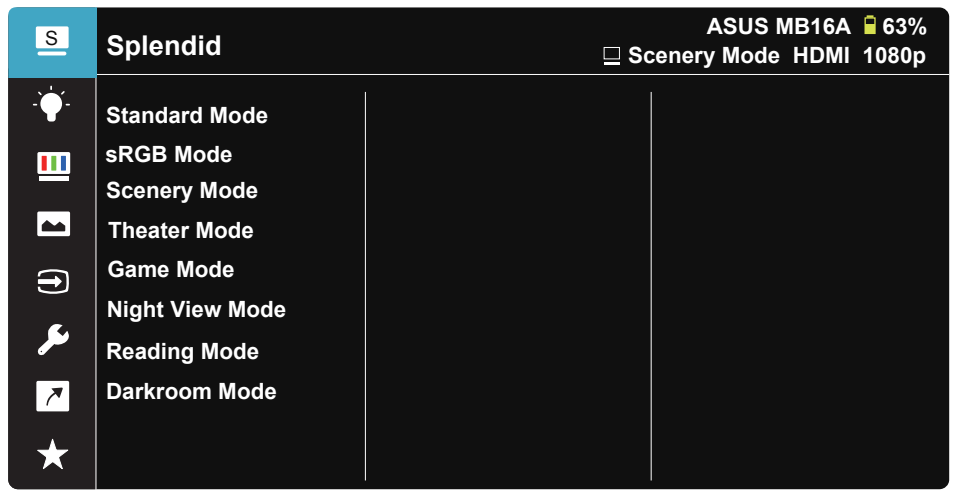 S
Splendid
ASUS MB16A 63%
Scenery Mode HDMI 1080p
Standard Mode
sRGB Mode
Scenery Mode
Theater Mode
Game Mode
Night View Mode
Reading Mode
Darkroom Mode